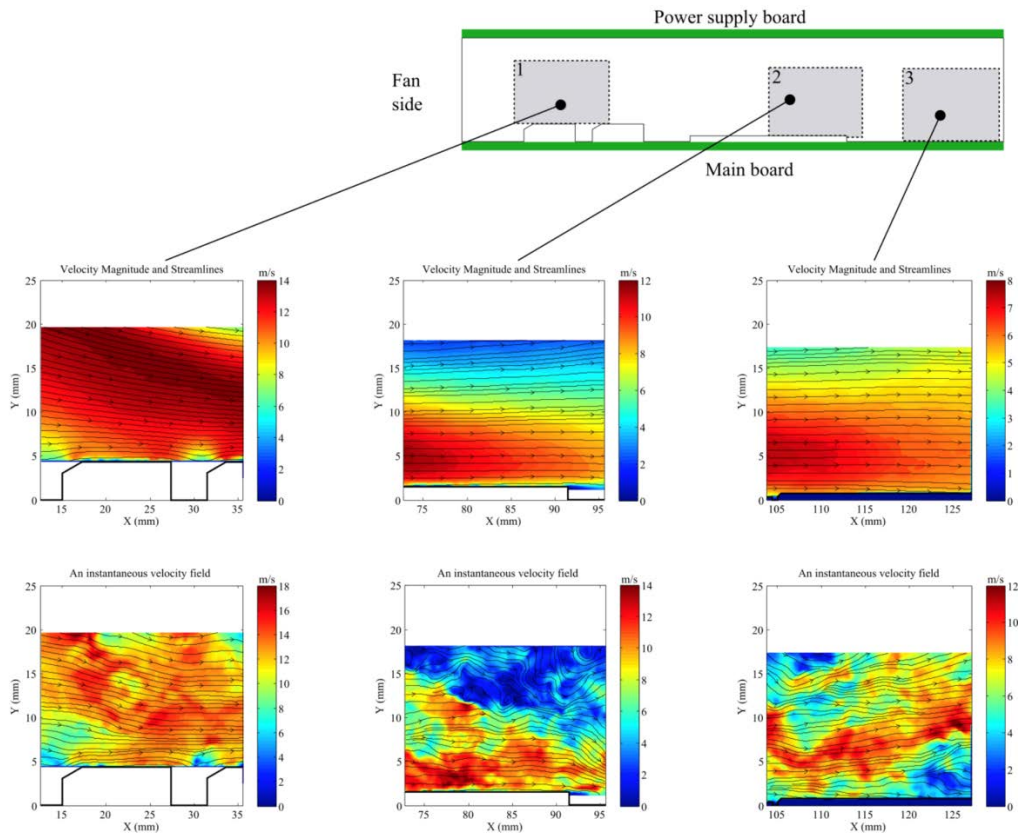 Power supply board
1
2
3
Fan
side
Main board
Velocity Magnitude and Streamlines
m/s
25
20
15
10
5
0
Y (mm)
15 20 25 30 35
X (mm)
14
12
10
8
6
4
2
0
Velocity Magnitude and Streamlines
m/s
25
20
15
10
5
0
Y (mm)
75 80 85 90 95
X (mm)
12
10
8
6
4
2
0
Velocity Magnitude and Streamlines
m/s
25
20
15
10
5
0
Y (mm)
105 110 115 120 125
X (mm)
8
7
6
5
4
3
2
1
0
An instantaneous velocity field
m/s
25
20
15
10
5
0
Y (mm)
15 20 25 30 35
X (mm)
18
16
14
12
10
8
6
4
2
0
An instantaneous velocity field
m/s
25
20
15
10
5
0
Y (mm)
75 80 85 90 95
X (mm)
14
12
10
8
6
4
2
0
An instantaneous velocity field
m/s
25
20
15
10
5
0
Y (mm)
105 110 115 120 125
X (mm)
12
10
8
6
4
2
0